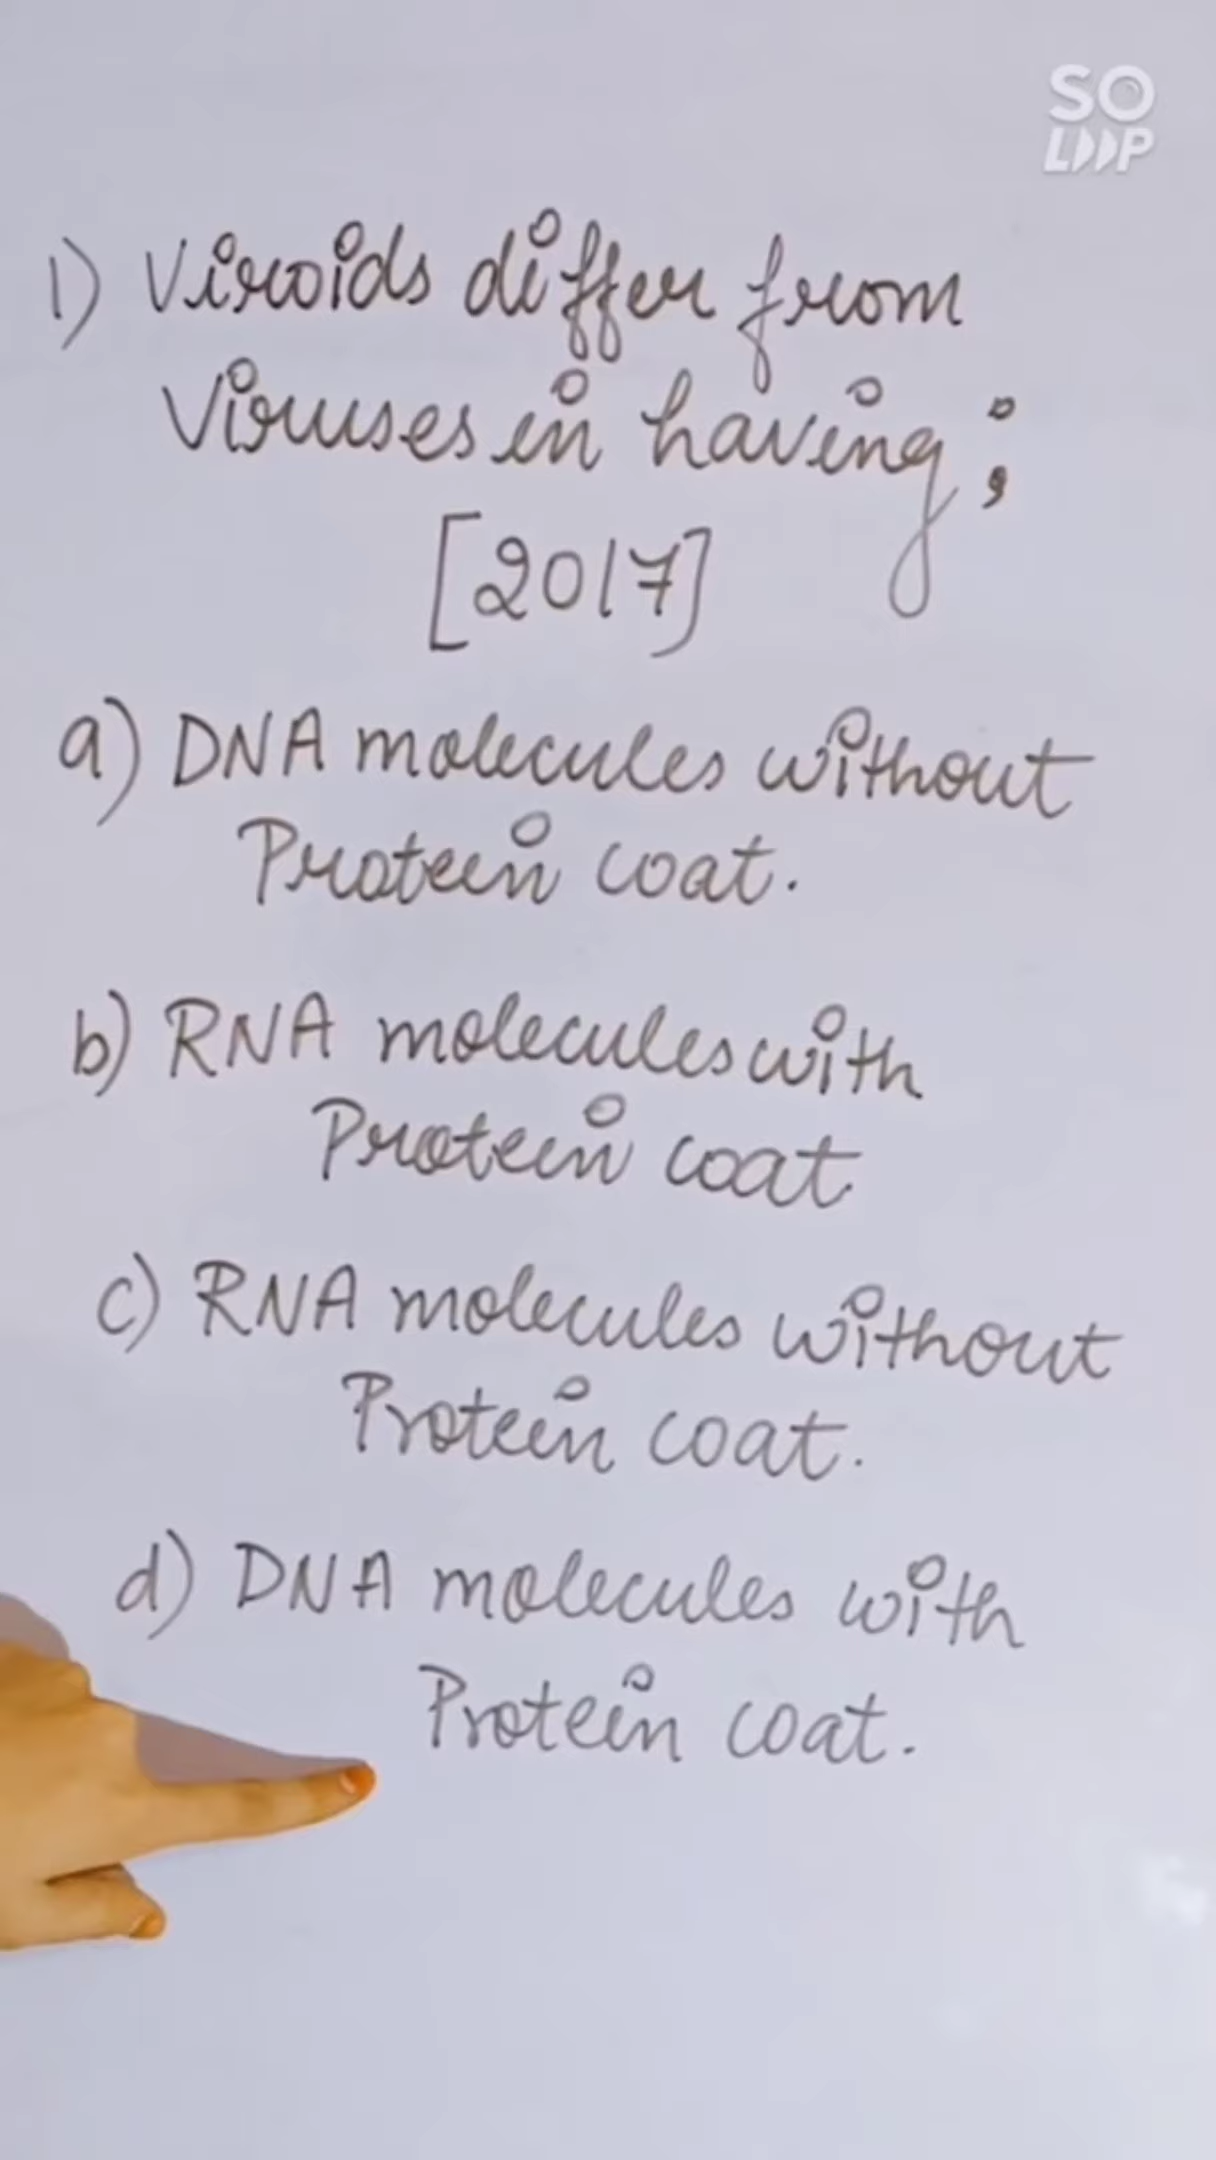 SO
LOOP
1) Viroids differ from
Viruses in having;
[2017]
a) DNA molecules without
Protein coat.
b) RNA molecules with
Protein coat
c) RNA molecules without
Protein coat.
d) DNA molecules with
Protein coat.